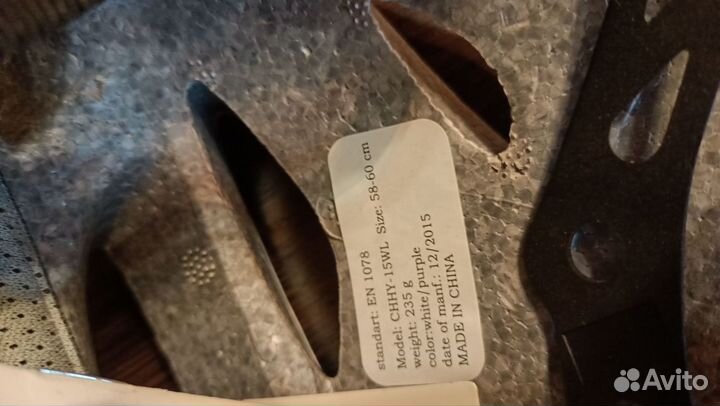 standart: EN 1078
Model: CHHY-15WL Size: 58-60 cm
weight: 235 g
color:white/purple
date of manf.: 12/2015
MADE IN CHINA
Avito